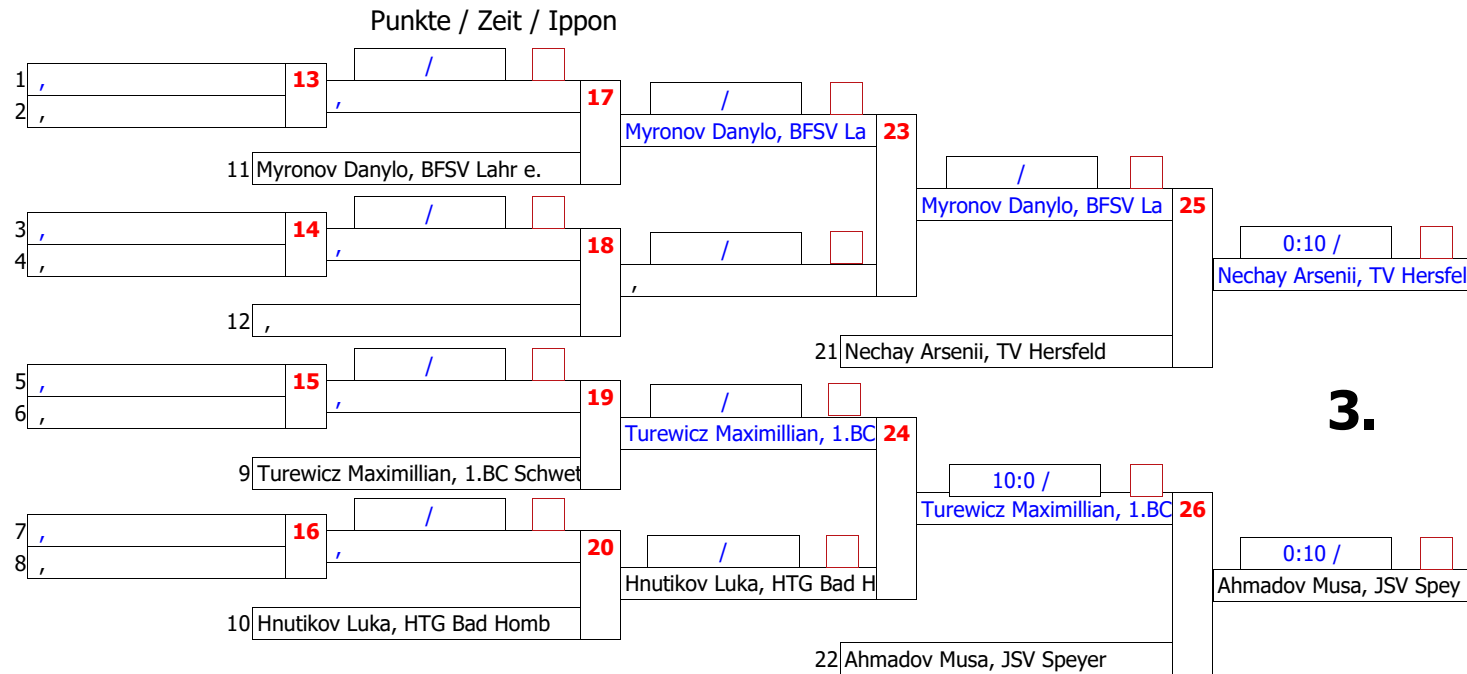 Punkte / Zeit / Ippon
/
1 , 13
2 , ,
17 /
Myronov Danylo, BFSV La 23
11 Myronov Danylo, BFSV Lahr e.
/
Myronov Danylo, BFSV La 25
/
3 , 14
4 , ,
18 /
,
12 ,
0:10 /
Nechay Arsenii, TV Hersfel
21 Nechay Arsenii, TV Hersfeld
/
5 , 15
6 , ,
19 /
Turewicz Maximillian, 1.BC 24
3.
9 Turewicz Maximillian, 1.BC Schwet
10:0 /
Turewicz Maximillian, 1.BC 26
/
7 , 16
8 , ,
20 /
Hnutikov Luka, HTG Bad H
0:10 /
Ahmadov Musa, JSV Spey
10 Hnutikov Luka, HTG Bad Homb
22 Ahmadov Musa, JSV Speyer